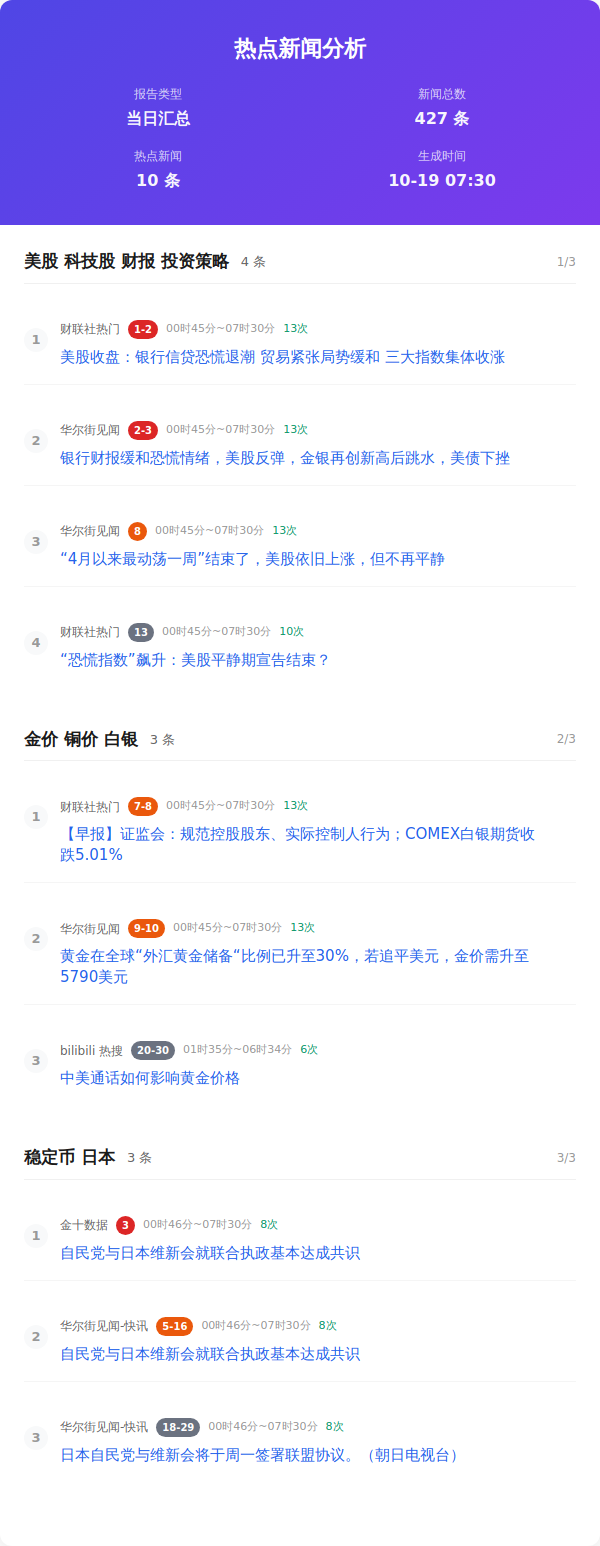 热点新闻分析
报告类型
新闻总数
当日汇总
427 条
热点新闻
生成时间
10 条
10-19 07:30
美股 科技股 财报 投资策略 4 条 1/3
1 财联社热门 1-2 00时45分~07时30分 13次
美股收盘：银行信贷恐慌退潮 贸易紧张局势缓和 三大指数集体收涨
2 华尔街见闻 2-3 00时45分~07时30分 13次
银行财报缓和恐慌情绪，美股反弹，金银再创新高后跳水，美债下挫
3 华尔街见闻 8 00时45分~07时30分 13次
“4月以来最动荡一周”结束了，美股依旧上涨，但不再平静
4 财联社热门 13 00时45分~07时30分 10次
“恐慌指数”飙升：美股平静期宣告结束？
金价 铜价 白银 3 条 2/3
1 财联社热门 7-8 00时45分~07时30分 13次
【早报】证监会：规范控股股东、实际控制人行为；COMEX白银期货收
跌5.01%
2 华尔街见闻 9-10 00时45分~07时30分 13次
黄金在全球“外汇黄金储备“比例已升至30%，若追平美元，金价需升至
5790美元
3 bilibili 热搜 20-30 01时35分~06时34分 6次
中美通话如何影响黄金价格
稳定币 日本 3 条 3/3
1 金十数据 3 00时46分~07时30分 8次
自民党与日本维新会就联合执政基本达成共识
2 华尔街见闻-快讯 5-16 00时46分~07时30分 8次
自民党与日本维新会就联合执政基本达成共识
3 华尔街见闻-快讯 18-29 00时46分~07时30分 8次
日本自民党与维新会将于周一签署联盟协议。（朝日电视台）